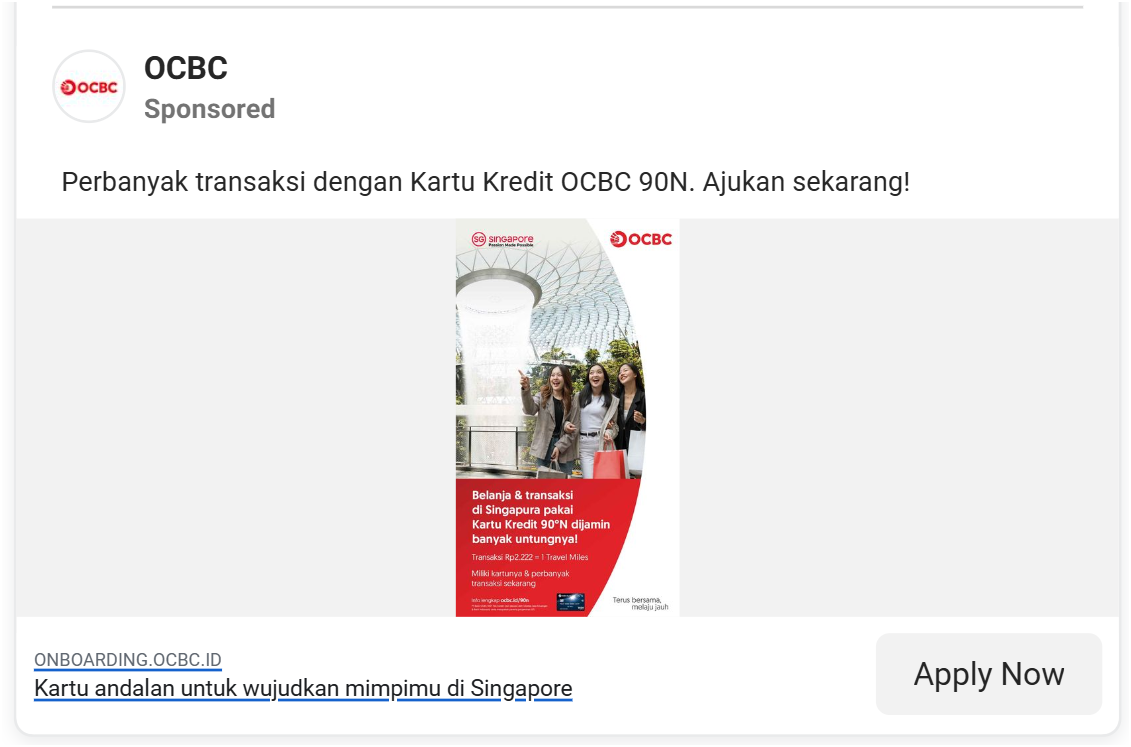 OCBC
OCBC
Sponsored
Perbanyak transaksi dengan Kartu Kredit OCBC 90N. Ajukan sekarang!
SG SINGAPORE
Passion Made Possible
OCBC
Belanja & transaksi
di Singapura pakai
Kartu Kredit 90°N dijamin
banyak untungnya!
Transaksi Rp2.222 = 1 Travel Miles
Miliki kartunya & perbanyak
transaksi sekarang
Info lengkap ocbc.id/90n
Terus bersama,
melaju jauh
ONBOARDING.OCBC.ID
Kartu andalan untuk wujudkan mimpimu di Singapore
Apply Now